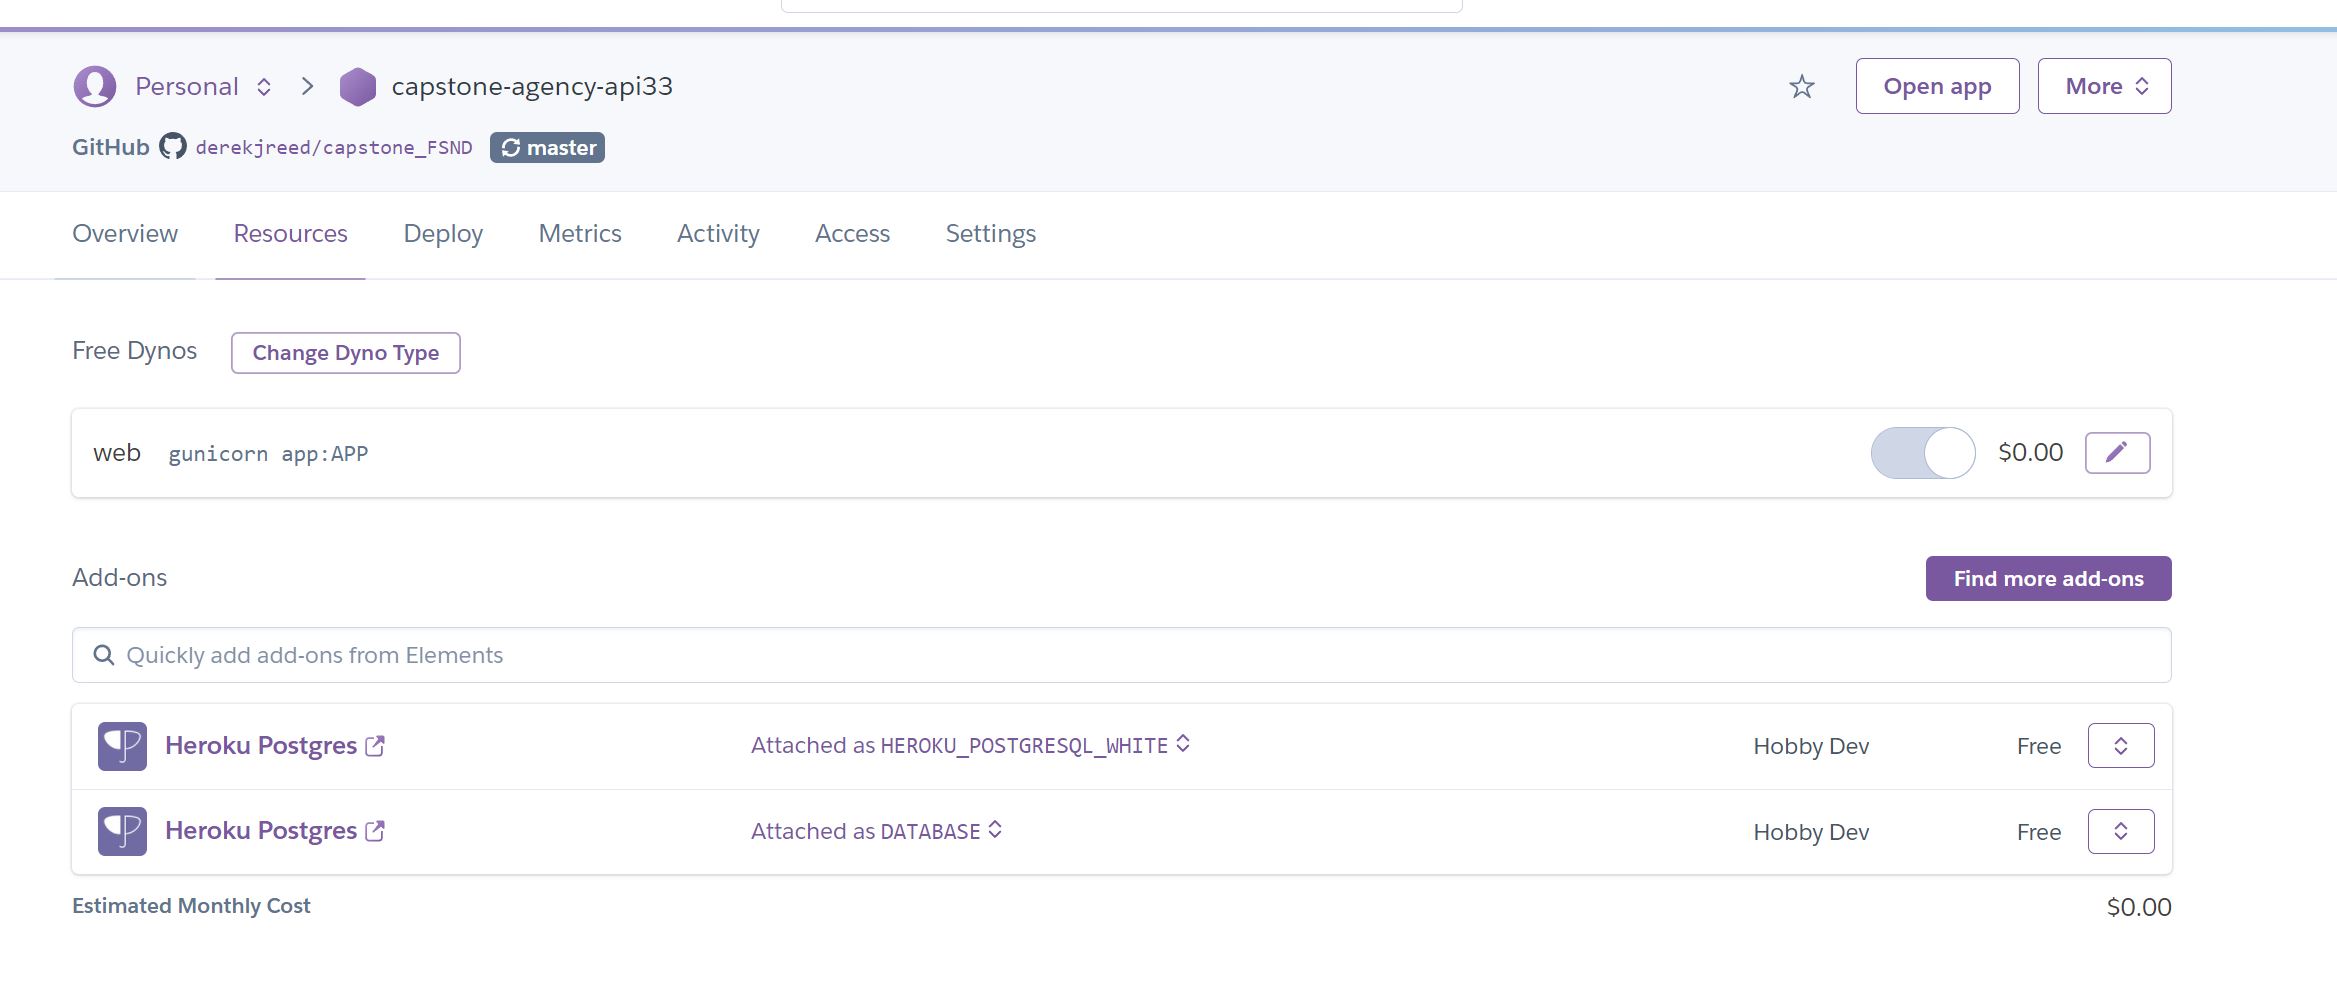 Personal capstone-agency-api33 Open app More
GitHub derekjreed/capstone_FSND master
Overview Resources Deploy Metrics Activity Access Settings
Free Dynos Change Dyno Type
web gunicorn app:APP $0.00
Add-ons Find more add-ons
Quickly add add-ons from Elements
Heroku Postgres Attached as HEROKU_POSTGRESQL_WHITE Hobby Dev Free
Heroku Postgres Attached as DATABASE Hobby Dev Free
Estimated Monthly Cost $0.00